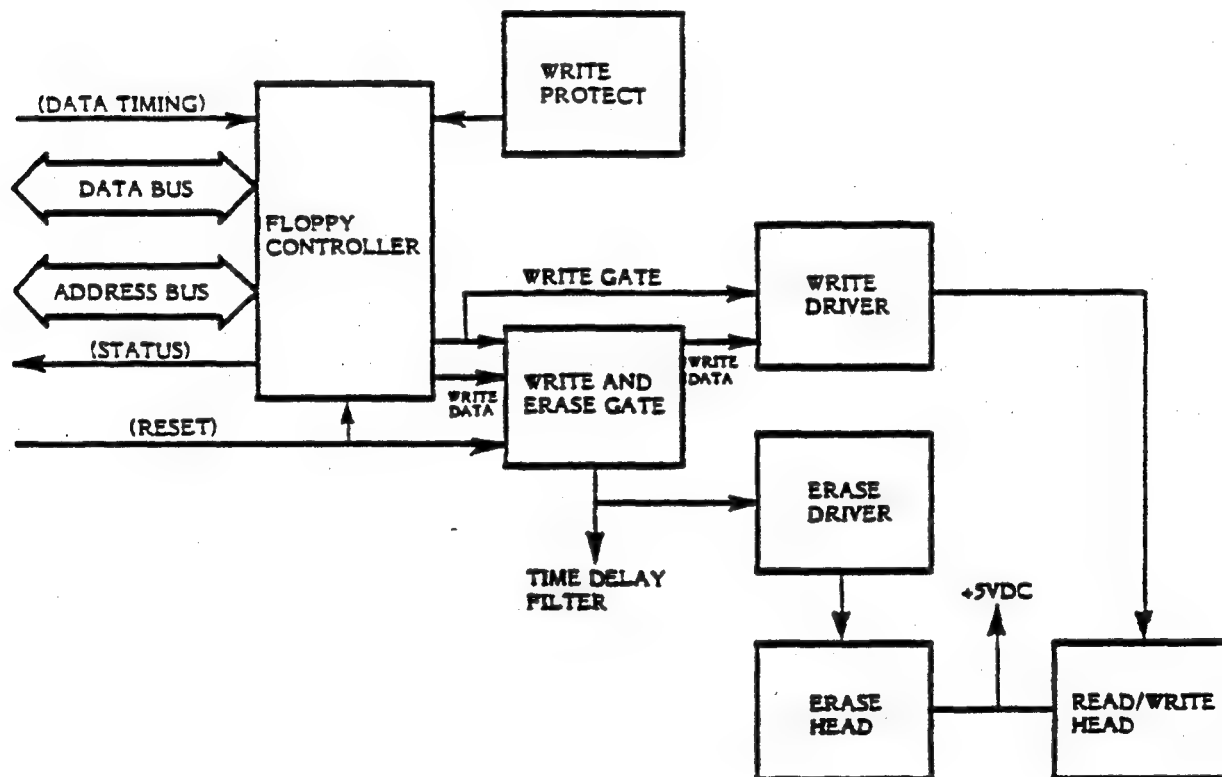 WRITE
PROTECT
(DATA TIMING)
DATA BUS
FLOPPY
CONTROLLER
ADDRESS BUS
(STATUS)
(RESET)
WRITE GATE
WRITE
DRIVER
WRITE
DATA
WRITE AND
ERASE GATE
WRITE
DATA
ERASE
DRIVER
TIME DELAY
FILTER
+5VDC
ERASE
HEAD
READ/WRITE
HEAD